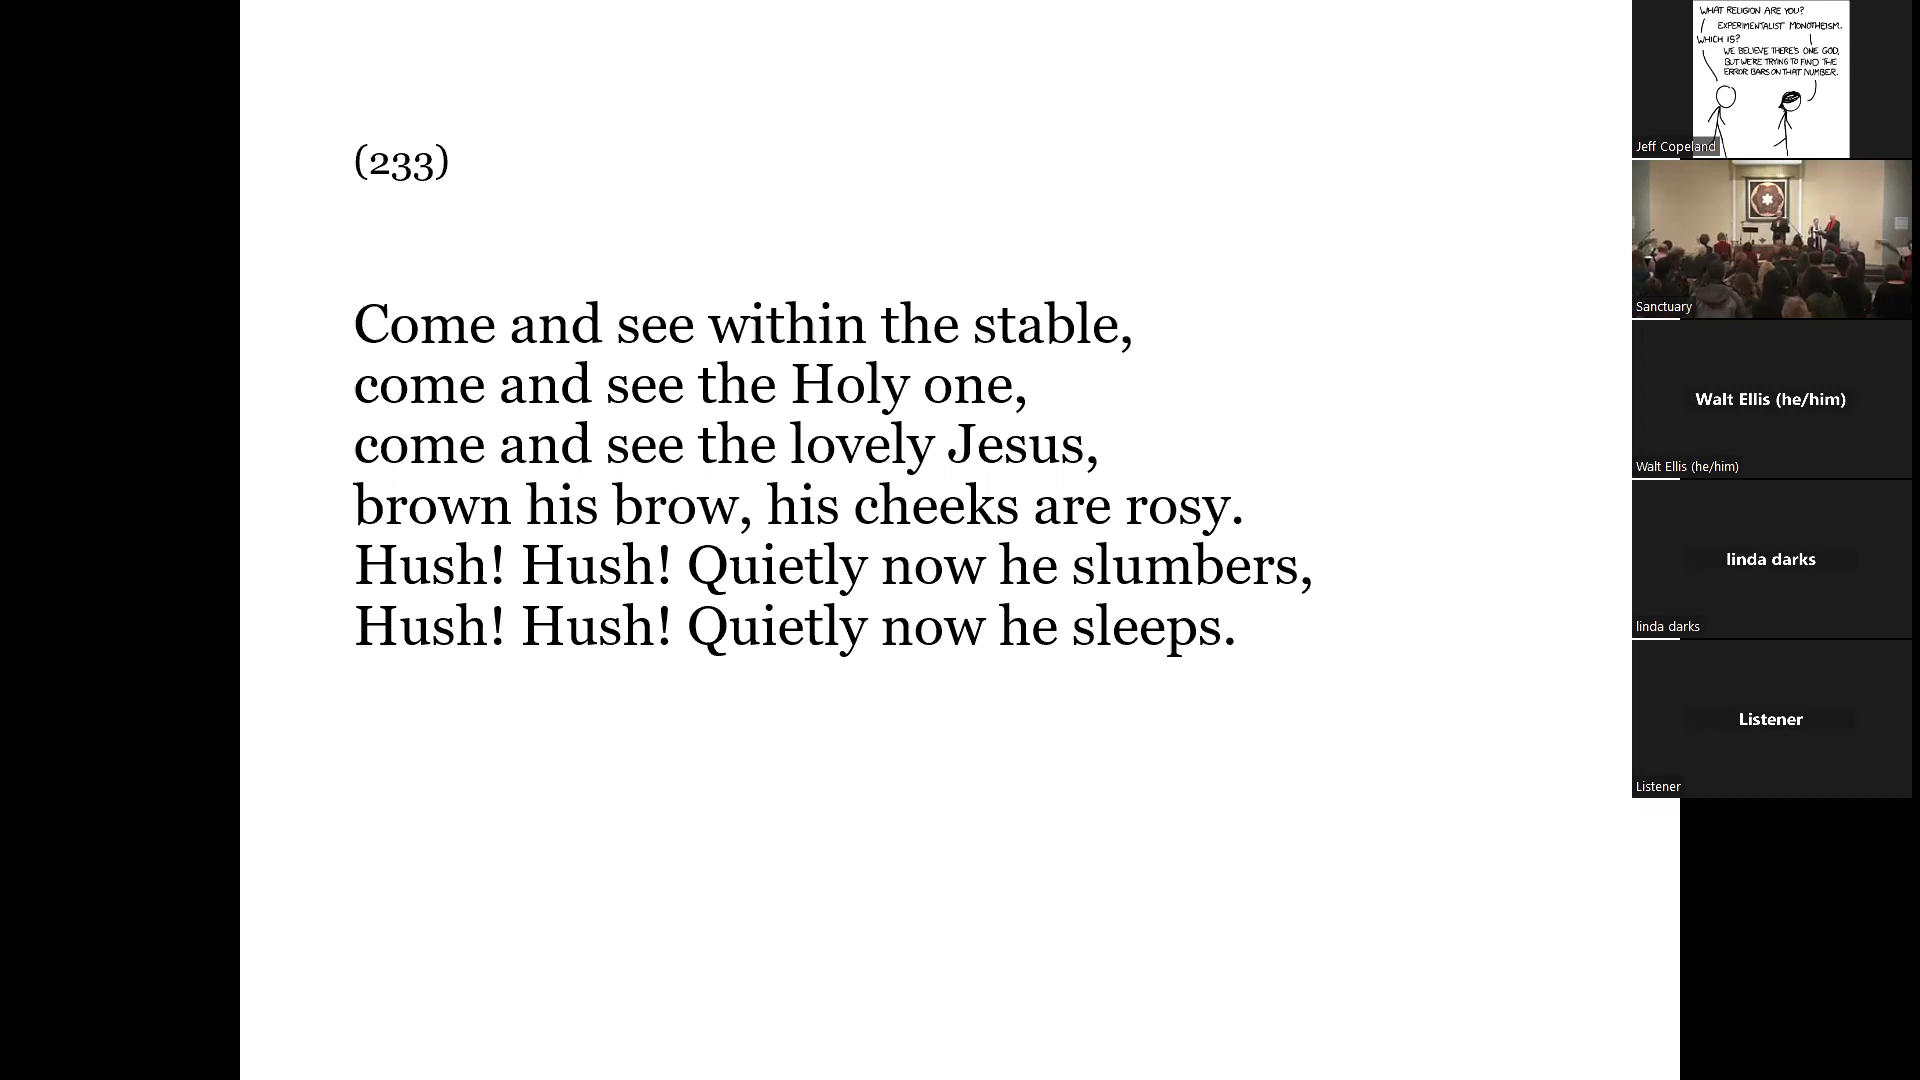 (233)
Come and see within the stable,
come and see the Holy one,
come and see the lovely Jesus,
brown his brow, his cheeks are rosy.
Hush! Hush! Quietly now he slumbers,
Hush! Hush! Quietly now he sleeps.
WHAT RELIGION ARE YOU?
EXPERIMENTALIST MONOTHEISM.
WHICH IS?
WE BELIEVE THERE'S ONE GOD,
BUT WE'RE TRYING TO FIND THE
ERROR BARS ON THAT NUMBER.
Jeff Copeland
Sanctuary
Walt Ellis (he/him)
Walt Ellis (he/him)
linda darks
linda darks
Listener
Listener